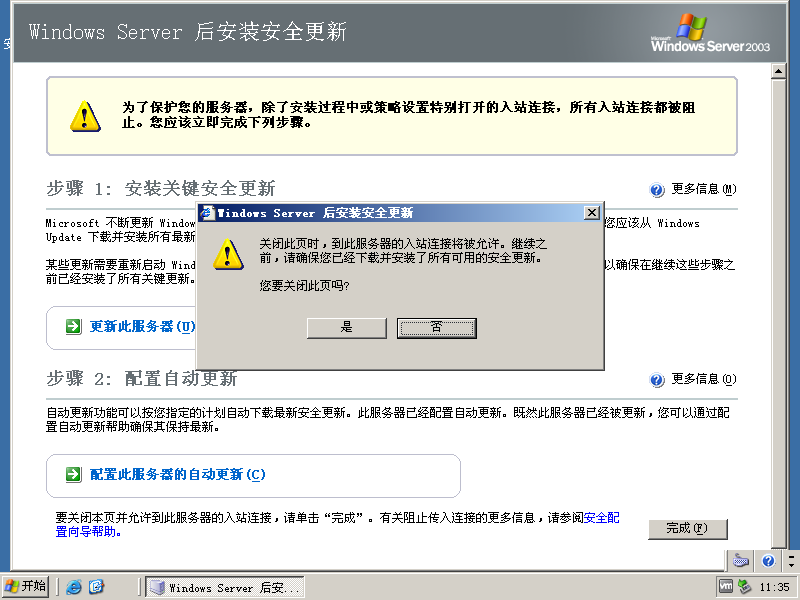 Windows Server 后安装安全更新
Microsoft
Windows Server 2003
为了保护您的服务器，除了安装过程中或策略设置特别打开的入站连接，所有入站连接都被阻
止。您应该立即完成下列步骤。
步骤 1: 安装关键安全更新
更多信息(M)
Microsoft 不断更新 Window
您应该从 Windows
Update 下载并安装所有最新
某些更新需要重新启动 Wind
以确保在继续这些步骤之
前已经安装了所有关键更新。
更新此服务器(U)
Windows Server 后安装安全更新
关闭此页时，到此服务器的入站连接将被允许。继续之
前，请确保您已经下载并安装了所有可用的安全更新。
您要关闭此页吗?
是
否
步骤 2: 配置自动更新
更多信息(O)
自动更新功能可以按您指定的计划自动下载最新安全更新。此服务器已经配置自动更新。既然此服务器已经被更新，您可以通过配
置自动更新帮助确保其保持最新。
配置此服务器的自动更新(C)
要关闭本页并允许到此服务器的入站连接，请单击“完成”。有关阻止传入连接的更多信息，请参阅安全配
置向导帮助。
完成(F)
开始
Windows Server 后安...
11:35